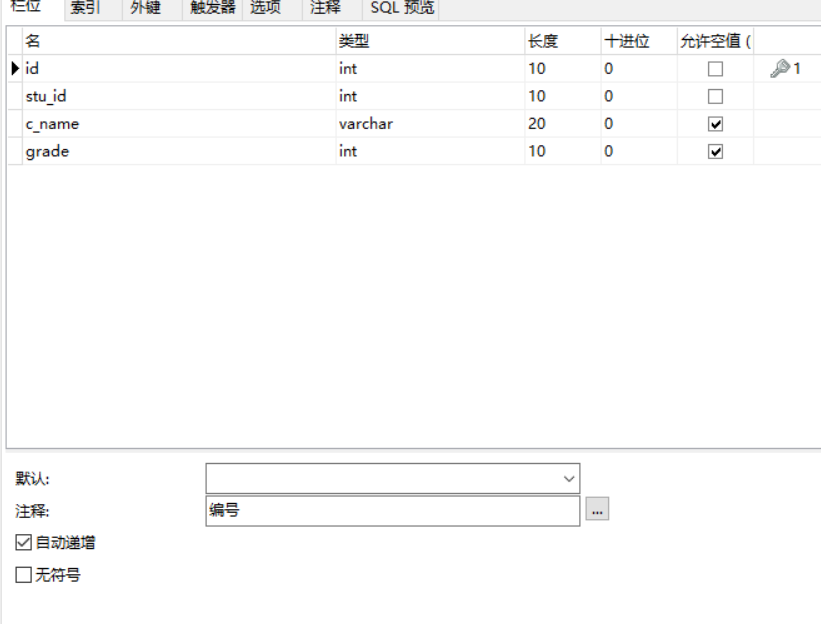 栏位 索引 外键 触发器 选项 注释 SQL 预览
名 类型 长度 十进位 允许空值 (
id int 10 0 1
stu_id int 10 0
c_name varchar 20 0
grade int 10 0
默认:
注释: 编号 ...
自动递增
无符号